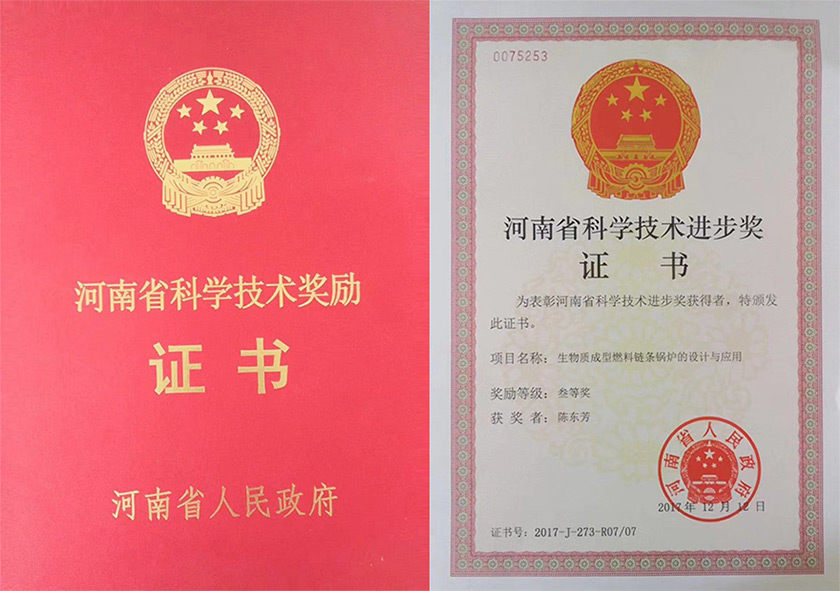 河南省科学技术奖励
证书
河南省人民政府
0075253
河南省科学技术进步奖
证书
为表彰河南省科学技术进步奖获得者，特颁发
此证书。
项目名称：生物质成型燃料链条锅炉的设计与应用
奖励等级：叁等奖
获奖者：陈东芳
河南省人民政府
2017年 12 月 12 日
证书号：2017-J-273-R07/07